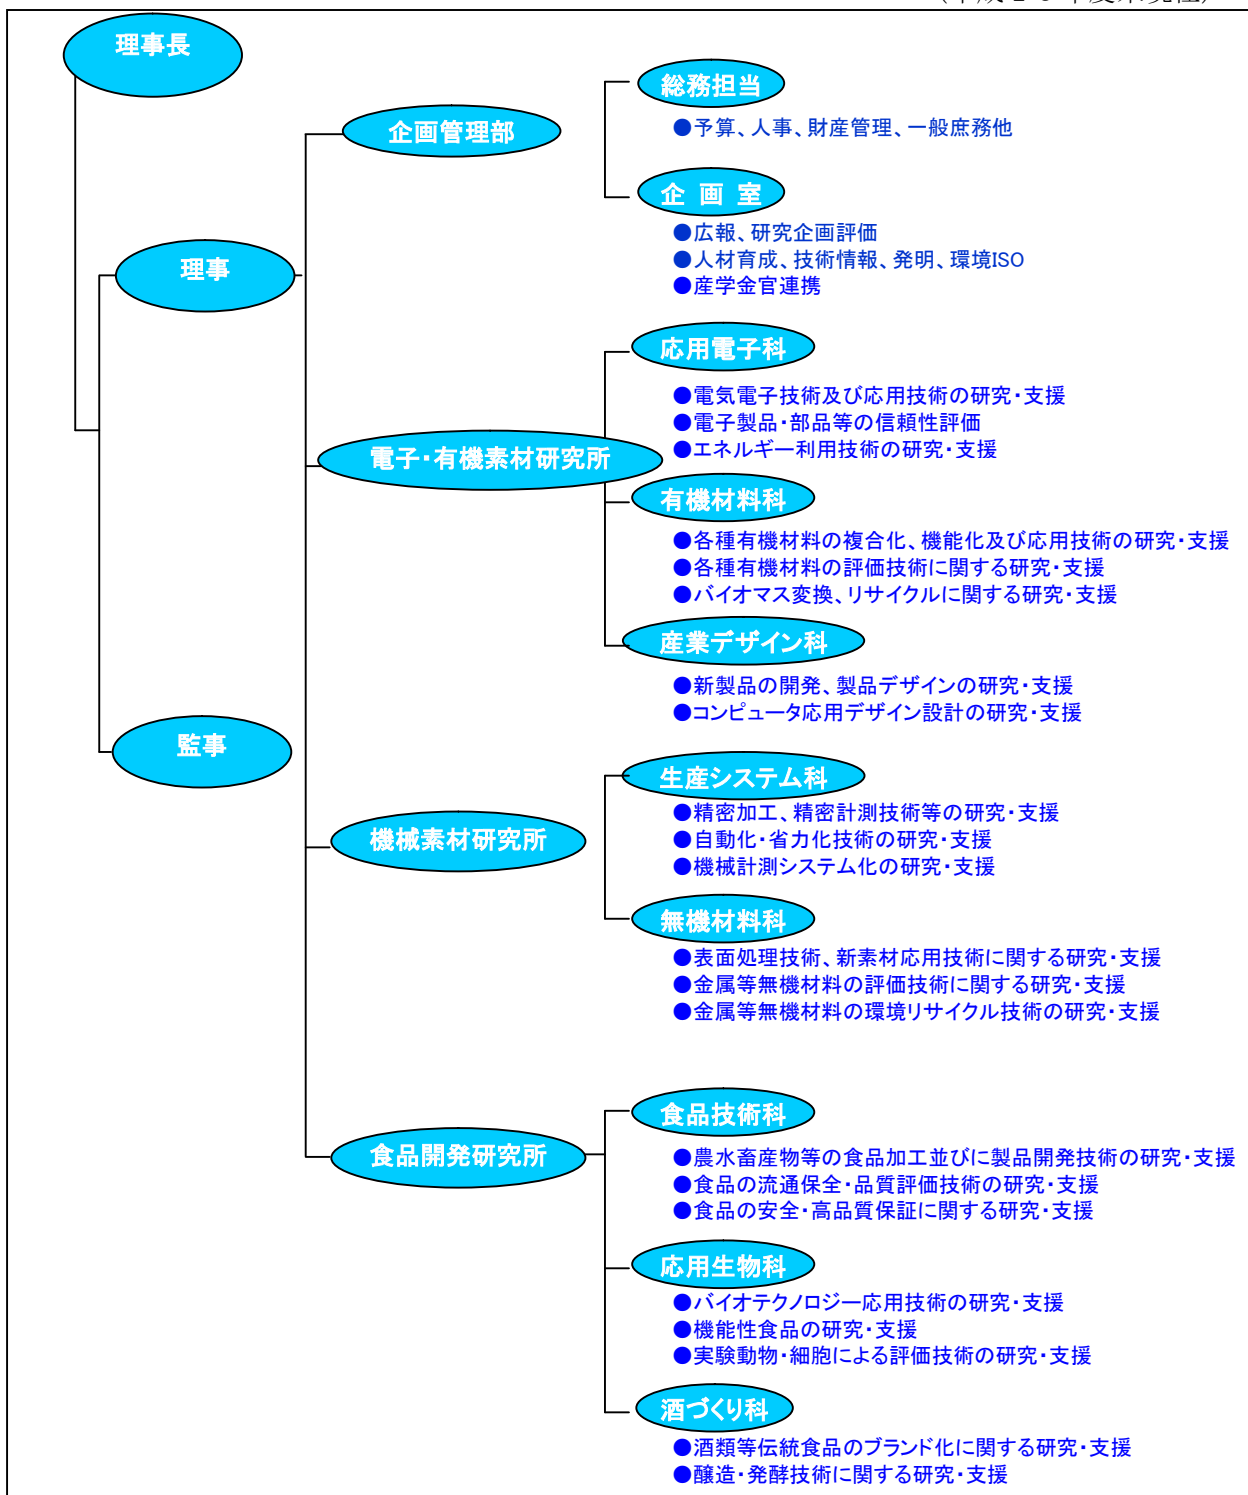 理事長
総務担当
●予算、人事、財産管理、一般庶務他
企画管理部
企 画 室
●広報、研究企画評価
●人材育成、技術情報、発明、環境ISO
●産学金官連携
理事
応用電子科
●電気電子技術及び応用技術の研究・支援
●電子製品・部品等の信頼性評価
●エネルギー利用技術の研究・支援
電子・有機素材研究所
有機材料科
●各種有機材料の複合化、機能化及び応用技術の研究・支援
●各種有機材料の評価技術に関する研究・支援
●バイオマス変換、リサイクルに関する研究・支援
産業デザイン科
●新製品の開発、製品デザインの研究・支援
●コンピュータ応用デザイン設計の研究・支援
監事
生産システム科
●精密加工、精密計測技術等の研究・支援
●自動化・省力化技術の研究・支援
●機械計測システム化の研究・支援
機械素材研究所
無機材料科
●表面処理技術、新素材応用技術に関する研究・支援
●金属等無機材料の評価技術に関する研究・支援
●金属等無機材料の環境リサイクル技術の研究・支援
食品技術科
●農水畜産物等の食品加工並びに製品開発技術の研究・支援
●食品の流通保全・品質評価技術の研究・支援
●食品の安全・高品質保証に関する研究・支援
食品開発研究所
応用生物科
●バイオテクノロジー応用技術の研究・支援
●機能性食品の研究・支援
●実験動物・細胞による評価技術の研究・支援
酒づくり科
●酒類等伝統食品のブランド化に関する研究・支援
●醸造・発酵技術に関する研究・支援